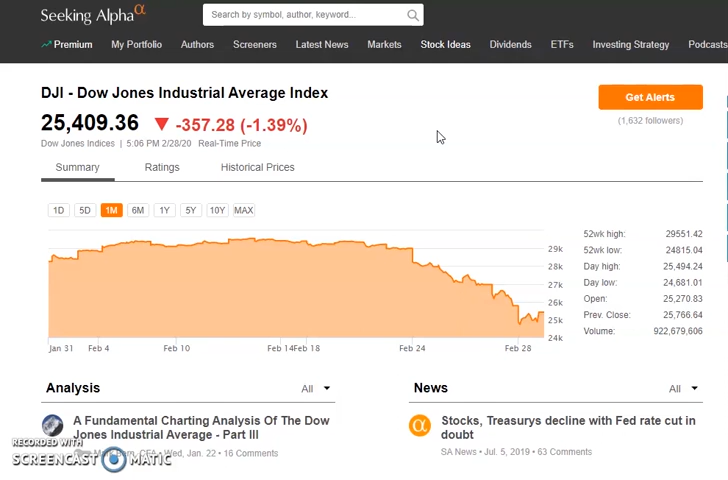 Seeking Alpha α
Search by symbol, author, keyword...
Premium My Portfolio Authors Screeners Latest News Markets Stock Ideas Dividends ETFs Investing Strategy Podcasts
DJI - Dow Jones Industrial Average Index
Get Alerts
25,409.36 ▼ -357.28 (-1.39%)
(1,632 followers)
Dow Jones Indices | 5:06 PM 2/28/20 Real-Time Price
Summary Ratings Historical Prices
1D 5D 1M 6M 1Y 5Y 10Y MAX
52wk high: 29551.42
29k
52wk low: 24815.04
28k
Day high: 25,494.24
27k
Day low: 24,681.01
26k
Open: 25,270.83
25k
Prev. Close: 25,766.64
24k
Volume: 922,679,606
Jan 31 Feb 4 Feb 10 Feb 14 Feb 18 Feb 24 Feb 28
Analysis All
News All
A Fundamental Charting Analysis Of The Dow
Jones Industrial Average - Part III
CFA • Wed, Jan. 22 • 16 Comments
α
Stocks, Treasurys decline with Fed rate cut in
doubt
SA News • Jul. 5, 2019 • 63 Comments
RECORDED WITH
SCREENCAST MATIC